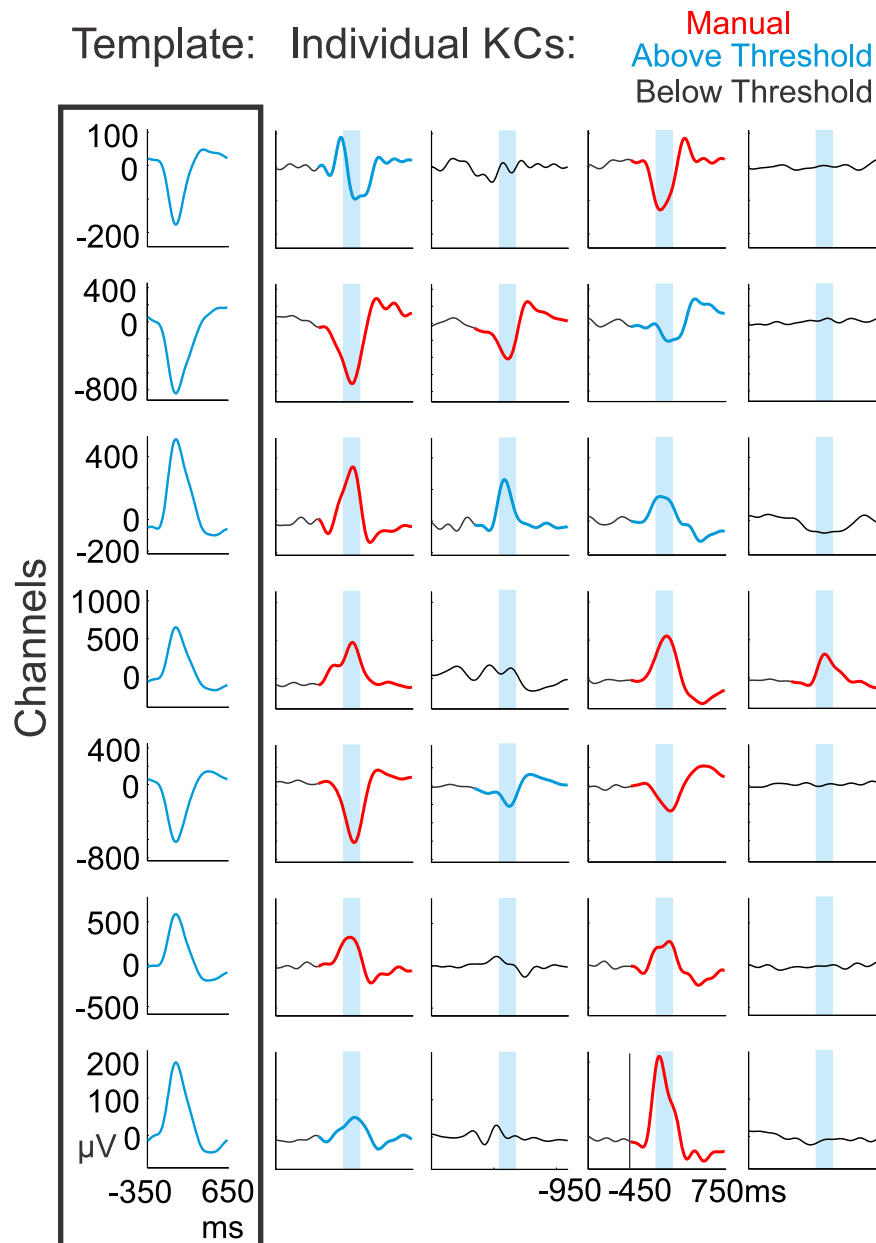 Template: Individual KCs:
Manual
Above Threshold
Below Threshold
Channels
100
0
-200
400
0
-800
400
0
-200
1000
500
0
400
0
-800
500
0
-500
200
100
0
µV
-350 650
ms
-950 -450 750ms